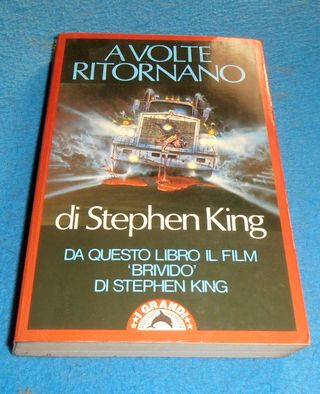 A VOLTE
RITORNANO
di Stephen King
DA QUESTO LIBRO IL FILM
'BRIVIDO'
DI STEPHEN KING
I GRANDI